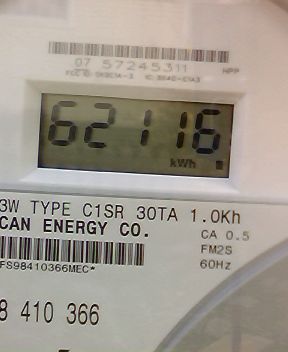 07 57245311
HPP
62116
kWh
3W TYPE C1SR 30TA 1.0Kh
CAN ENERGY CO.
CA 0.5
FM2S
60Hz
FS98410366MEC*
8 410 366